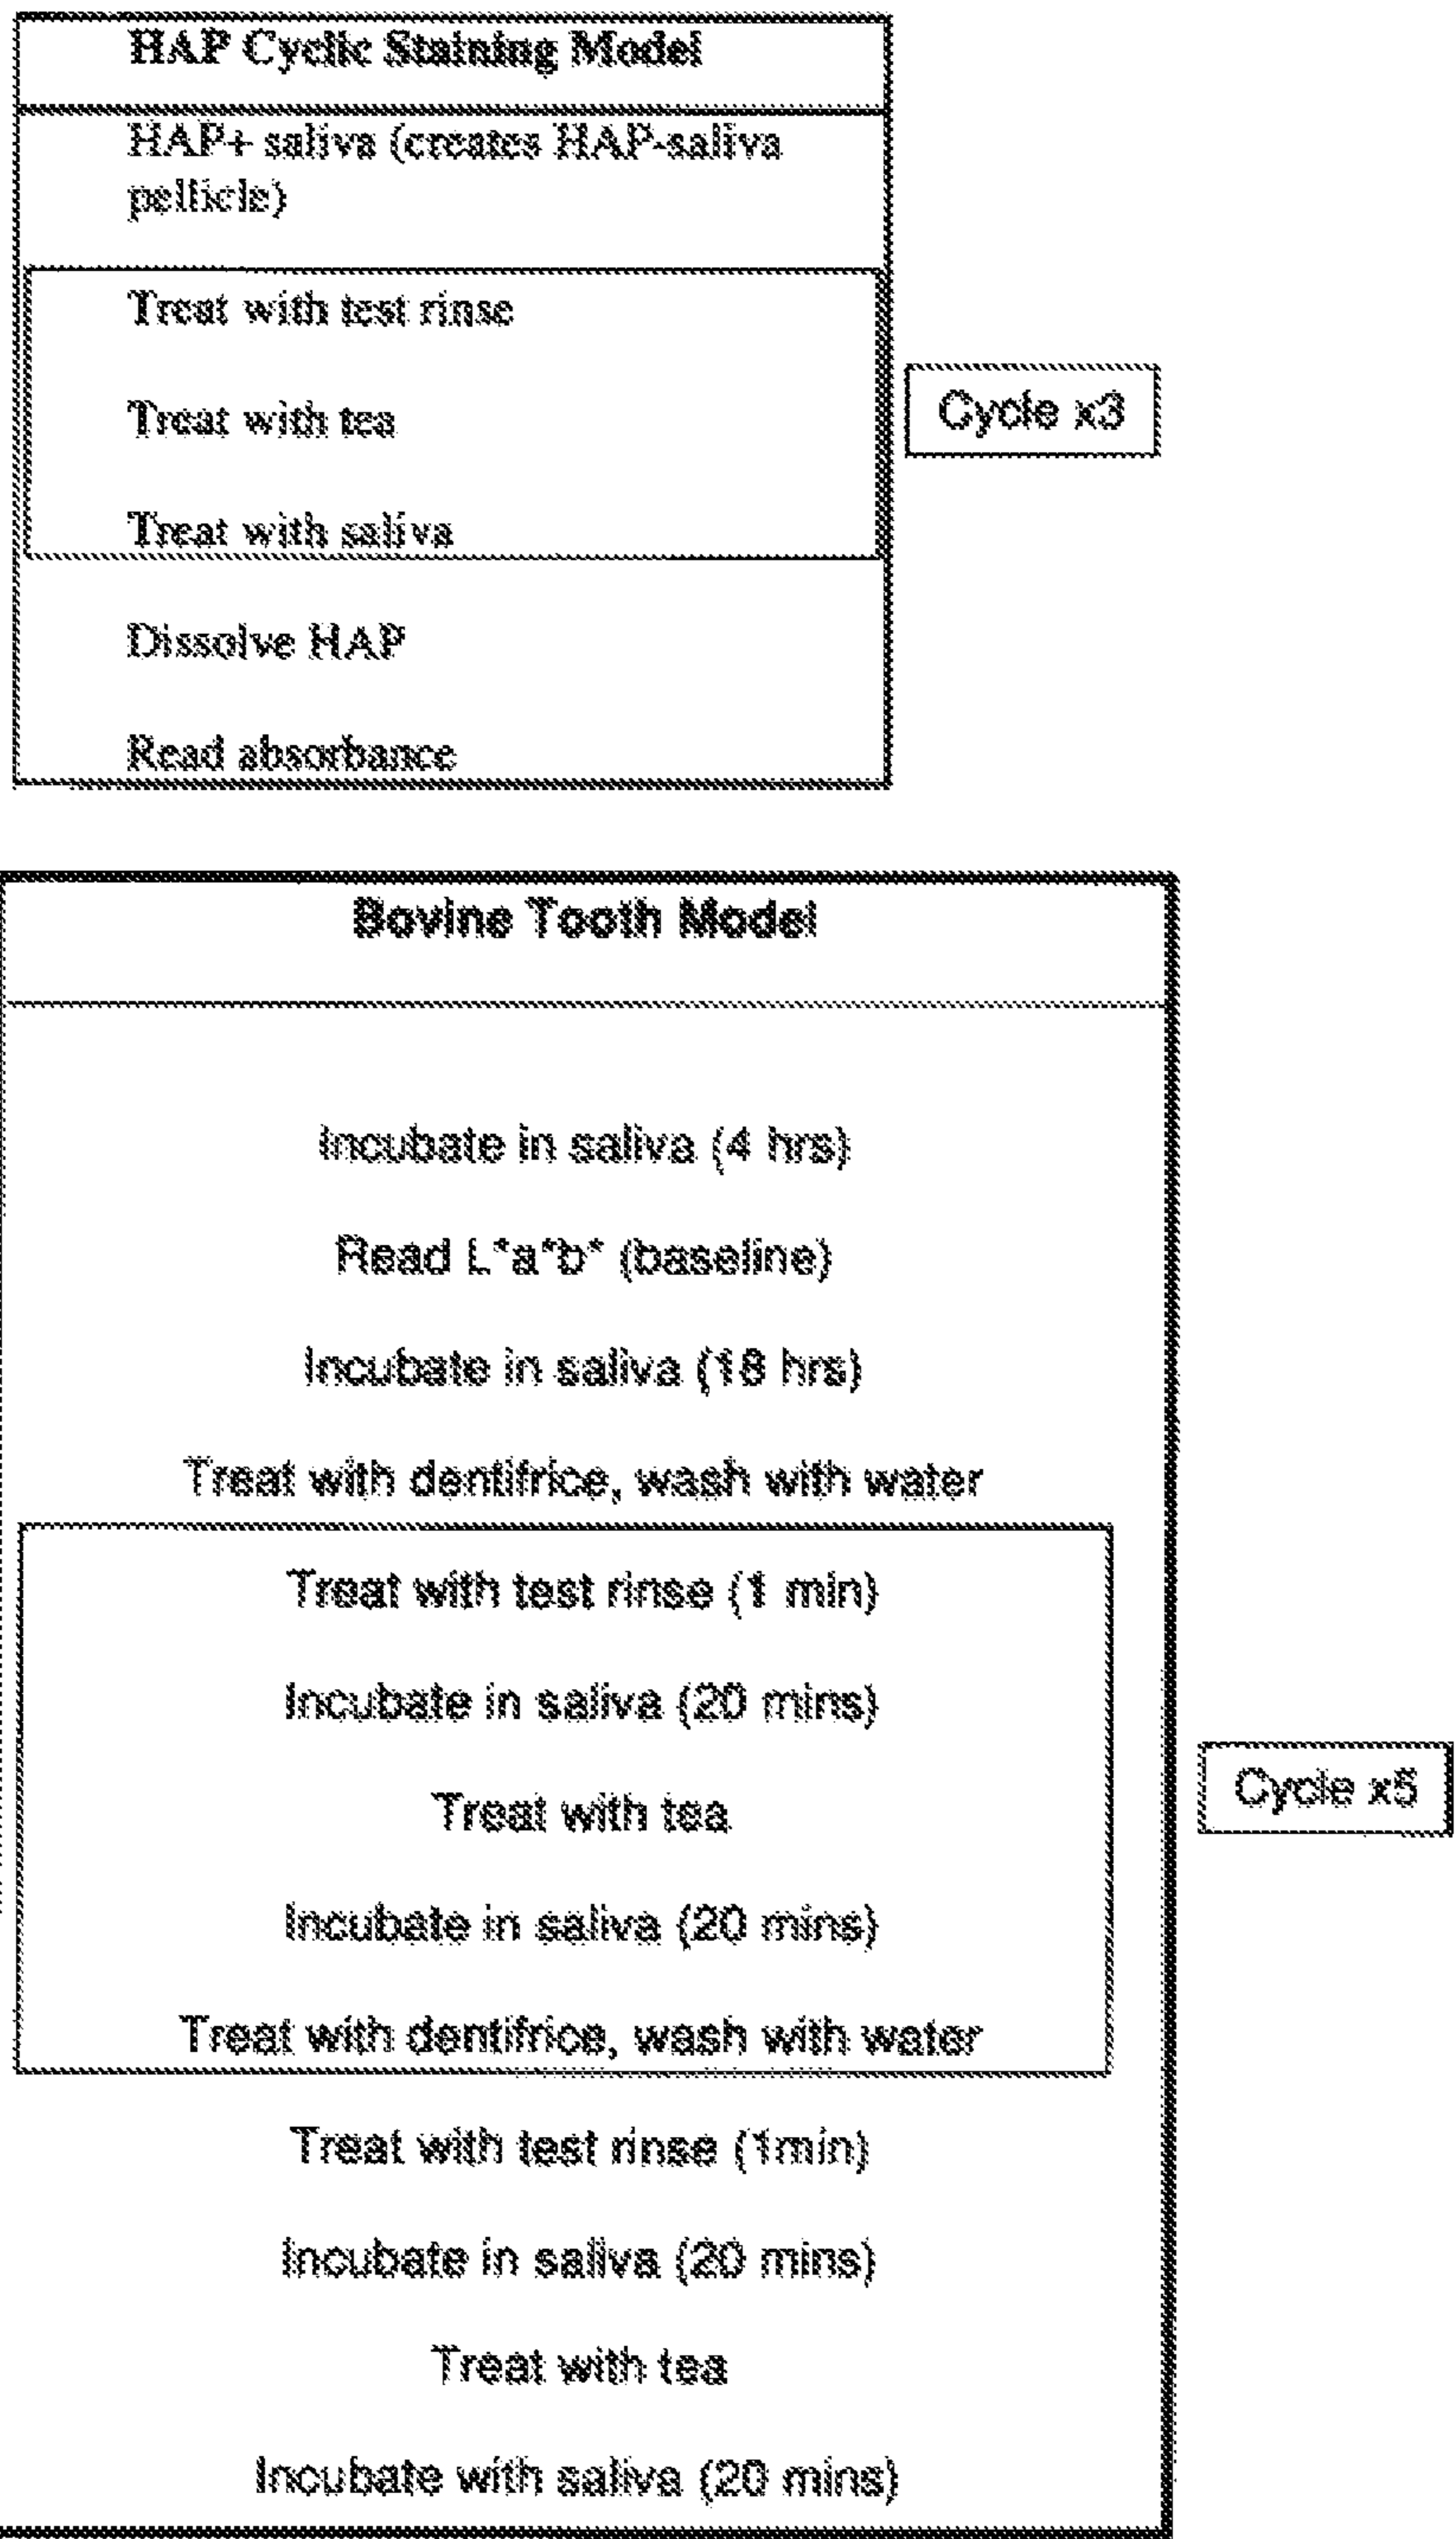 HAP Cyclic Staining Model
HAP+ saliva (creates HAP-saliva
pellicle)
Treat with test rinse
Treat with tea
Cycle x3
Treat with saliva
Dissolve HAP
Read absorbance
Bovine Tooth Model
Incubate in saliva (4 hrs)
Read L*a*b* (baseline)
Incubate in saliva (18 hrs)
Treat with dentifrice, wash with water
Treat with test rinse (1 min)
Incubate in saliva (20 mins)
Cycle x5
Treat with tea
Incubate in saliva (20 mins)
Treat with dentifrice, wash with water
Treat with test rinse (1min)
Incubate in saliva (20 mins)
Treat with tea
Incubate with saliva (20 mins)